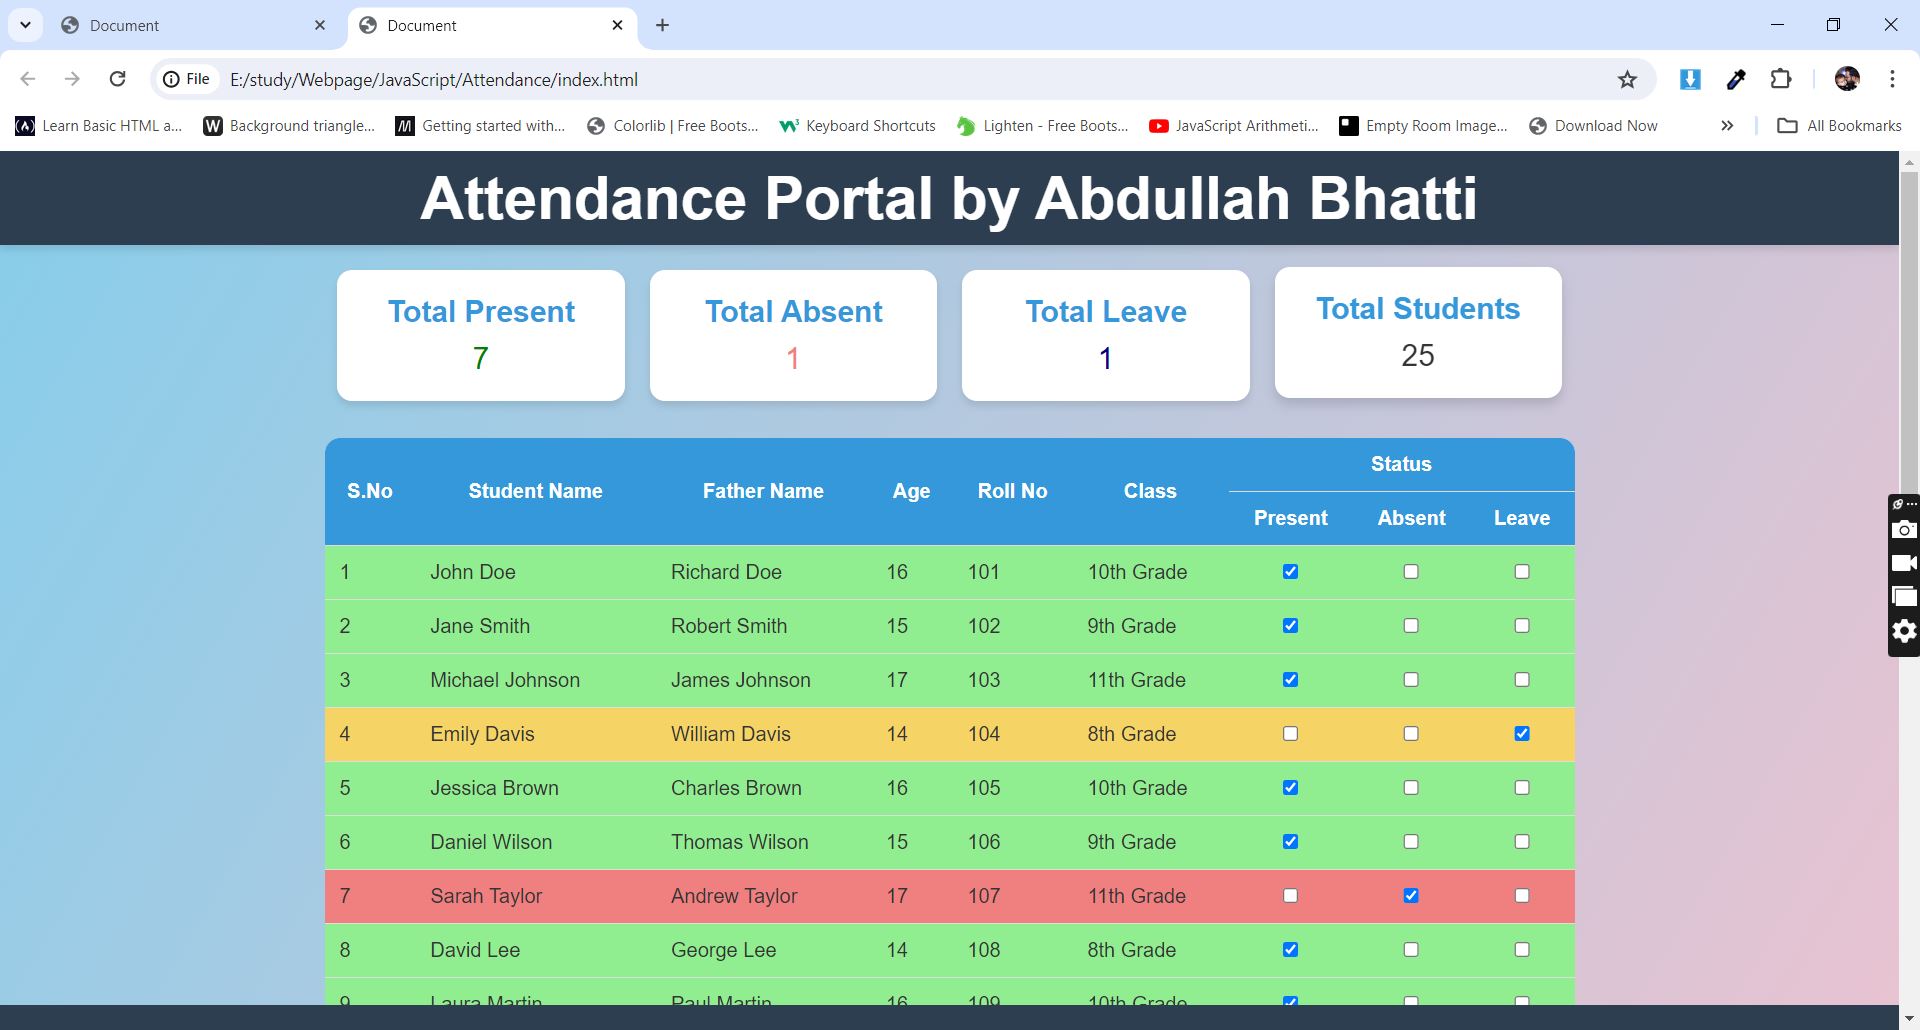 Document
Document
File
E:/study/Webpage/JavaScript/Attendance/index.html
Learn Basic HTML a... Background triangle... Getting started with... Colorlib | Free Boots... Keyboard Shortcuts Lighten - Free Boots... JavaScript Arithmeti... Empty Room Image... Download Now All Bookmarks
Attendance Portal by Abdullah Bhatti
Total Present
7
Total Absent
1
Total Leave
1
Total Students
25
S.No Student Name Father Name Age Roll No Class Status
Present Absent Leave
1 John Doe Richard Doe 16 101 10th Grade
2 Jane Smith Robert Smith 15 102 9th Grade
3 Michael Johnson James Johnson 17 103 11th Grade
4 Emily Davis William Davis 14 104 8th Grade
5 Jessica Brown Charles Brown 16 105 10th Grade
6 Daniel Wilson Thomas Wilson 15 106 9th Grade
7 Sarah Taylor Andrew Taylor 17 107 11th Grade
8 David Lee George Lee 14 108 8th Grade
9 Laura Martin Paul Martin 16 109 10th Grade